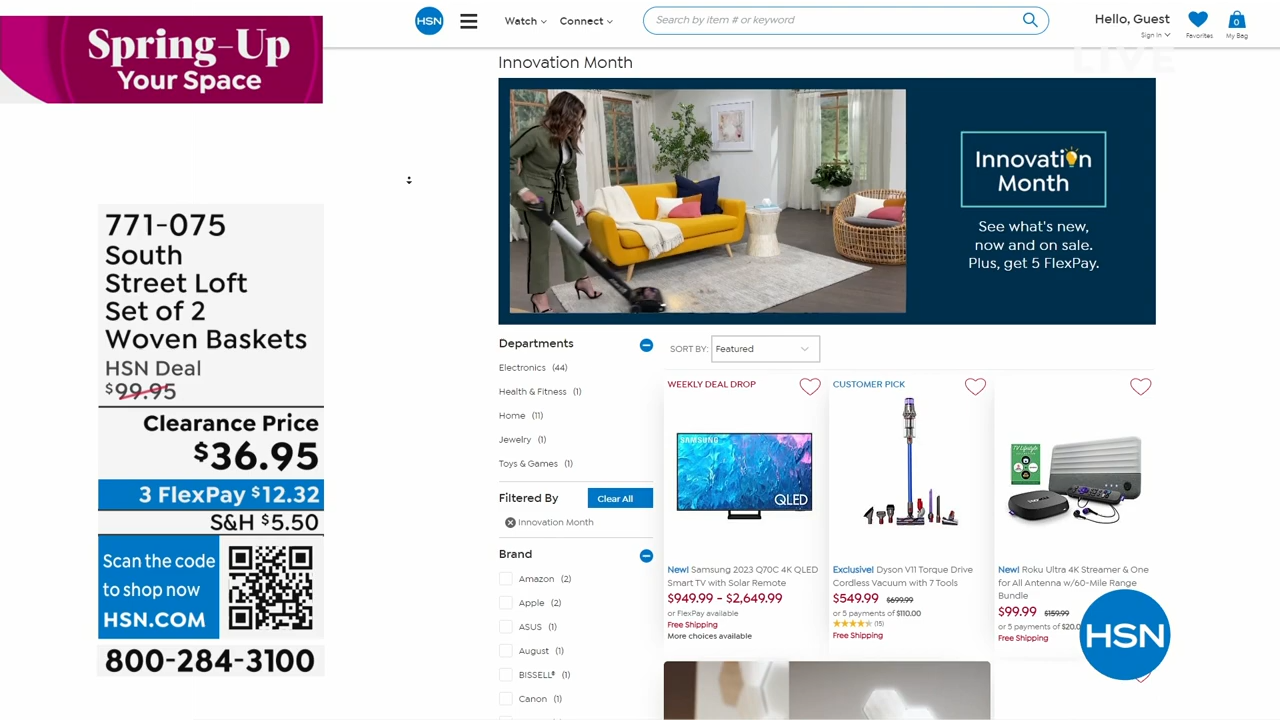 Spring-Up
Your Space
771-075
South
Street Loft
Set of 2
Woven Baskets
HSN Deal
$99.95
Clearance Price
$36.95
3 FlexPay $12.32
S&H $5.50
Scan the code
to shop now
HSN.COM
800-284-3100
HSN
Watch
Connect
Search by item # or keyword
Hello, Guest
Sign in
Favorites
0
My Bag
LIVE
Innovation Month
Innovation
Month
See what's new,
now and on sale.
Plus, get 5 FlexPay.
Departments
Electronics (44)
Health & Fitness (1)
Home (11)
Jewelry (1)
Toys & Games (1)
Filtered By
Clear All
Innovation Month
Brand
Amazon (2)
Apple (2)
ASUS (1)
August (1)
BISSELL® (1)
Canon (1)
SORT BY: Featured
WEEKLY DEAL DROP
SAMSUNG
QLED
New! Samsung 2023 Q70C 4K QLED
Smart TV with Solar Remote
$949.99 - $2,649.99
or FlexPay available
Free Shipping
More choices available
CUSTOMER PICK
Exclusive! Dyson V11 Torque Drive
Cordless Vacuum with 7 Tools
$549.99 $699.99
or 5 payments of $110.00
(15)
Free Shipping
New! Roku Ultra 4K Streamer & One
for All Antenna w/60-Mile Range
Bundle
$99.99 $159.99
or 5 payments of $20.0
Free Shipping
HSN